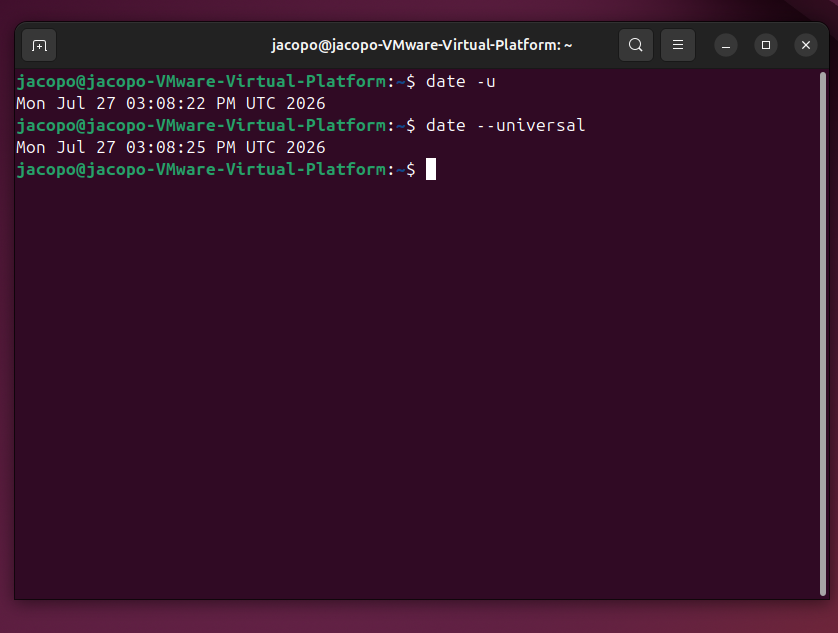 jacopo@jacopo-VMware-Virtual-Platform: ~
jacopo@jacopo-VMware-Virtual-Platform:~$ date -u
Mon Jul 27 03:08:22 PM UTC 2026
jacopo@jacopo-VMware-Virtual-Platform:~$ date --universal
Mon Jul 27 03:08:25 PM UTC 2026
jacopo@jacopo-VMware-Virtual-Platform:~$